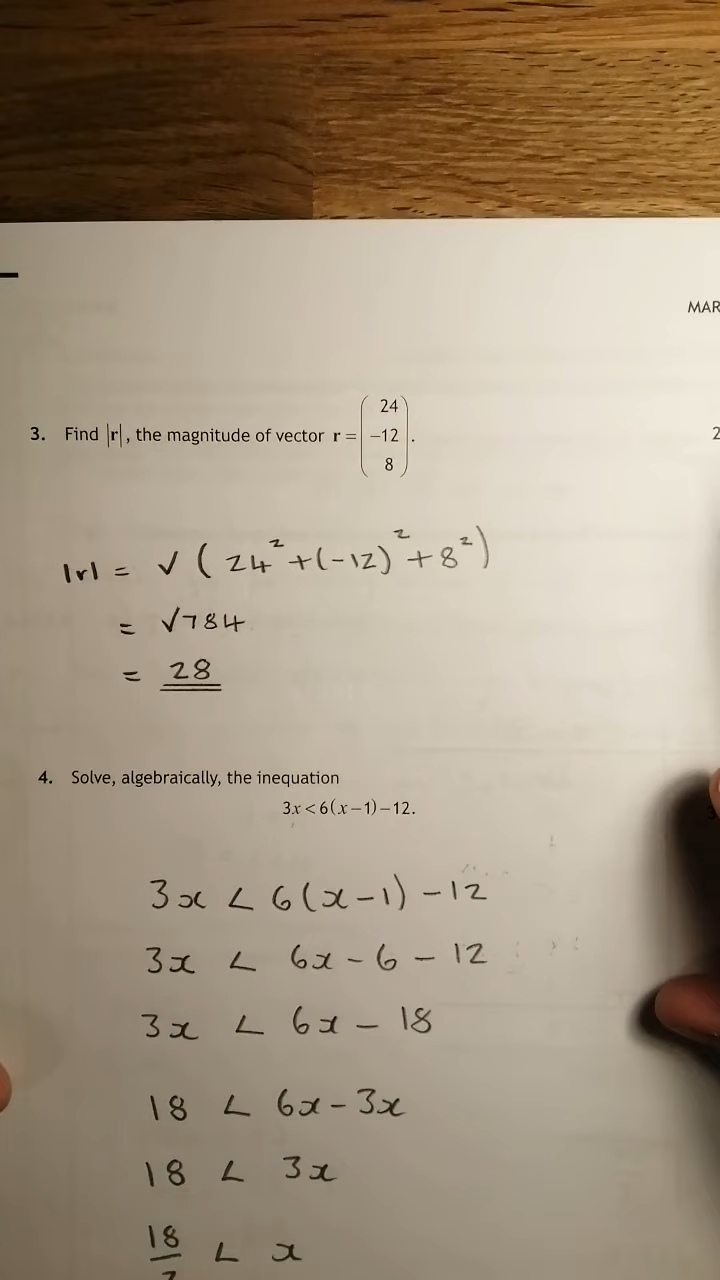 MAR
24
3. Find |r|, the magnitude of vector r = -12 .
2
8
|r| = √(24² + (-12)² + 8²)
= √784
= 28
4. Solve, algebraically, the inequation
3x < 6(x-1)-12.
3x < 6(x-1) - 12
3x < 6x - 6 - 12
3x < 6x - 18
18 < 6x - 3x
18 < 3x
18 < x